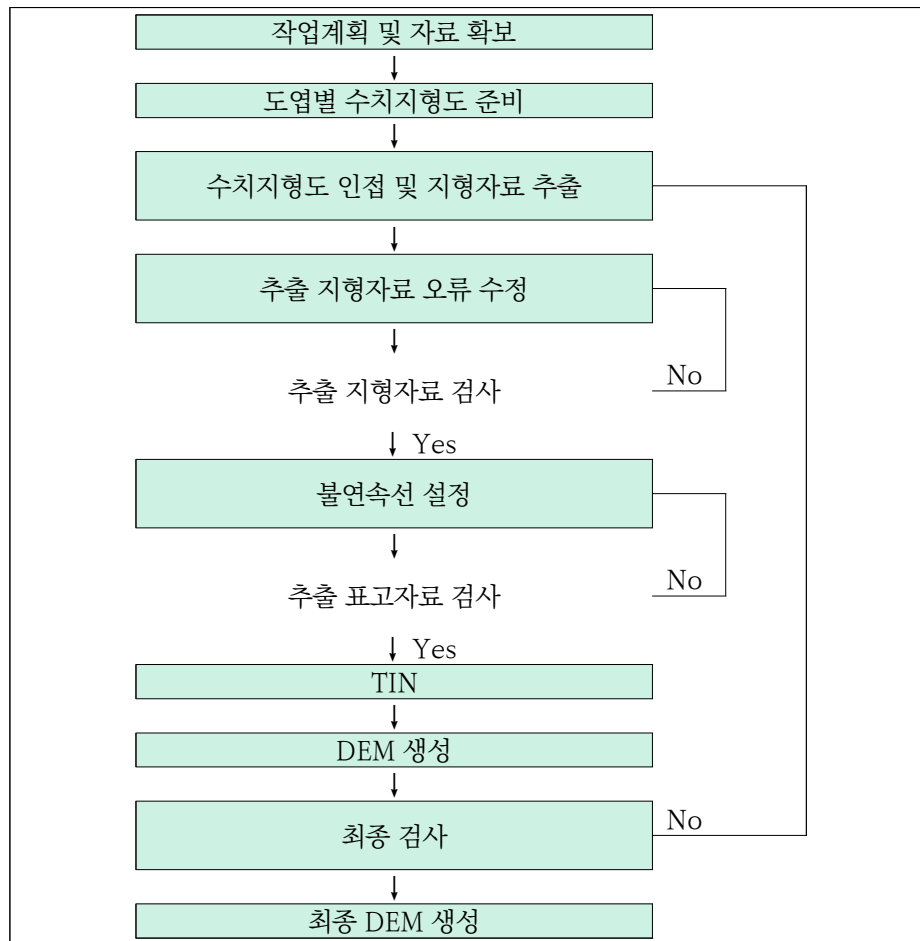 작업계획 및 자료 확보
도엽별 수치지형도 준비
수치지형도 인접 및 지형자료 추출
추출 지형자료 오류 수정
No
추출 지형자료 검사
Yes
불연속선 설정
No
추출 표고자료 검사
Yes
TIN
DEM 생성
No
최종 검사
최종 DEM 생성